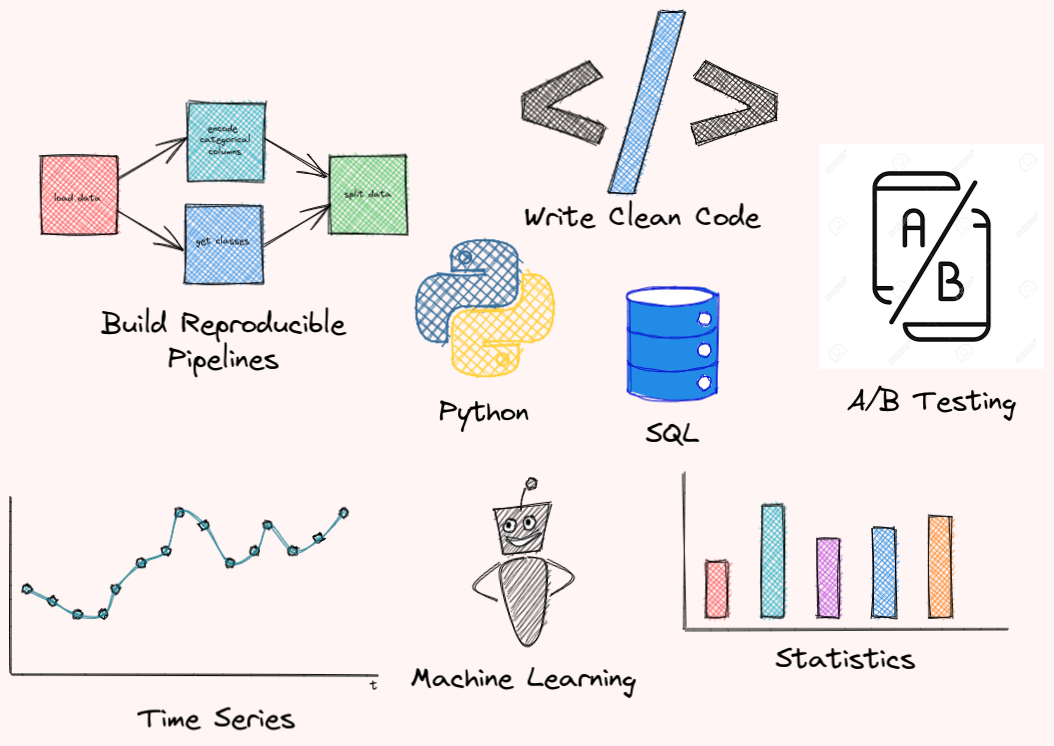 encode
categorical
columns
load data
split data
get classes
Build Reproducible
Pipelines
Write Clean Code
A
B
A/B Testing
Python
SQL
t
Time Series
Machine Learning
Statistics